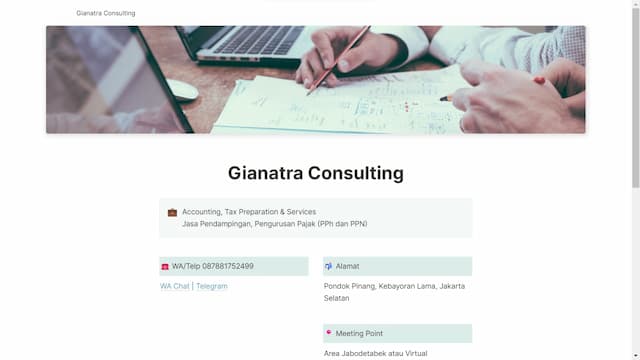 Gianatra Consulting
Gianatra Consulting
Accounting, Tax Preparation & Services
Jasa Pendampingan, Pengurusan Pajak (PPh dan PPN)
WA/Telp 087881752499
WA Chat | Telegram
Alamat
Pondok Pinang, Kebayoran Lama, Jakarta
Selatan
Meeting Point
Area Jabodetabek atau Virtual